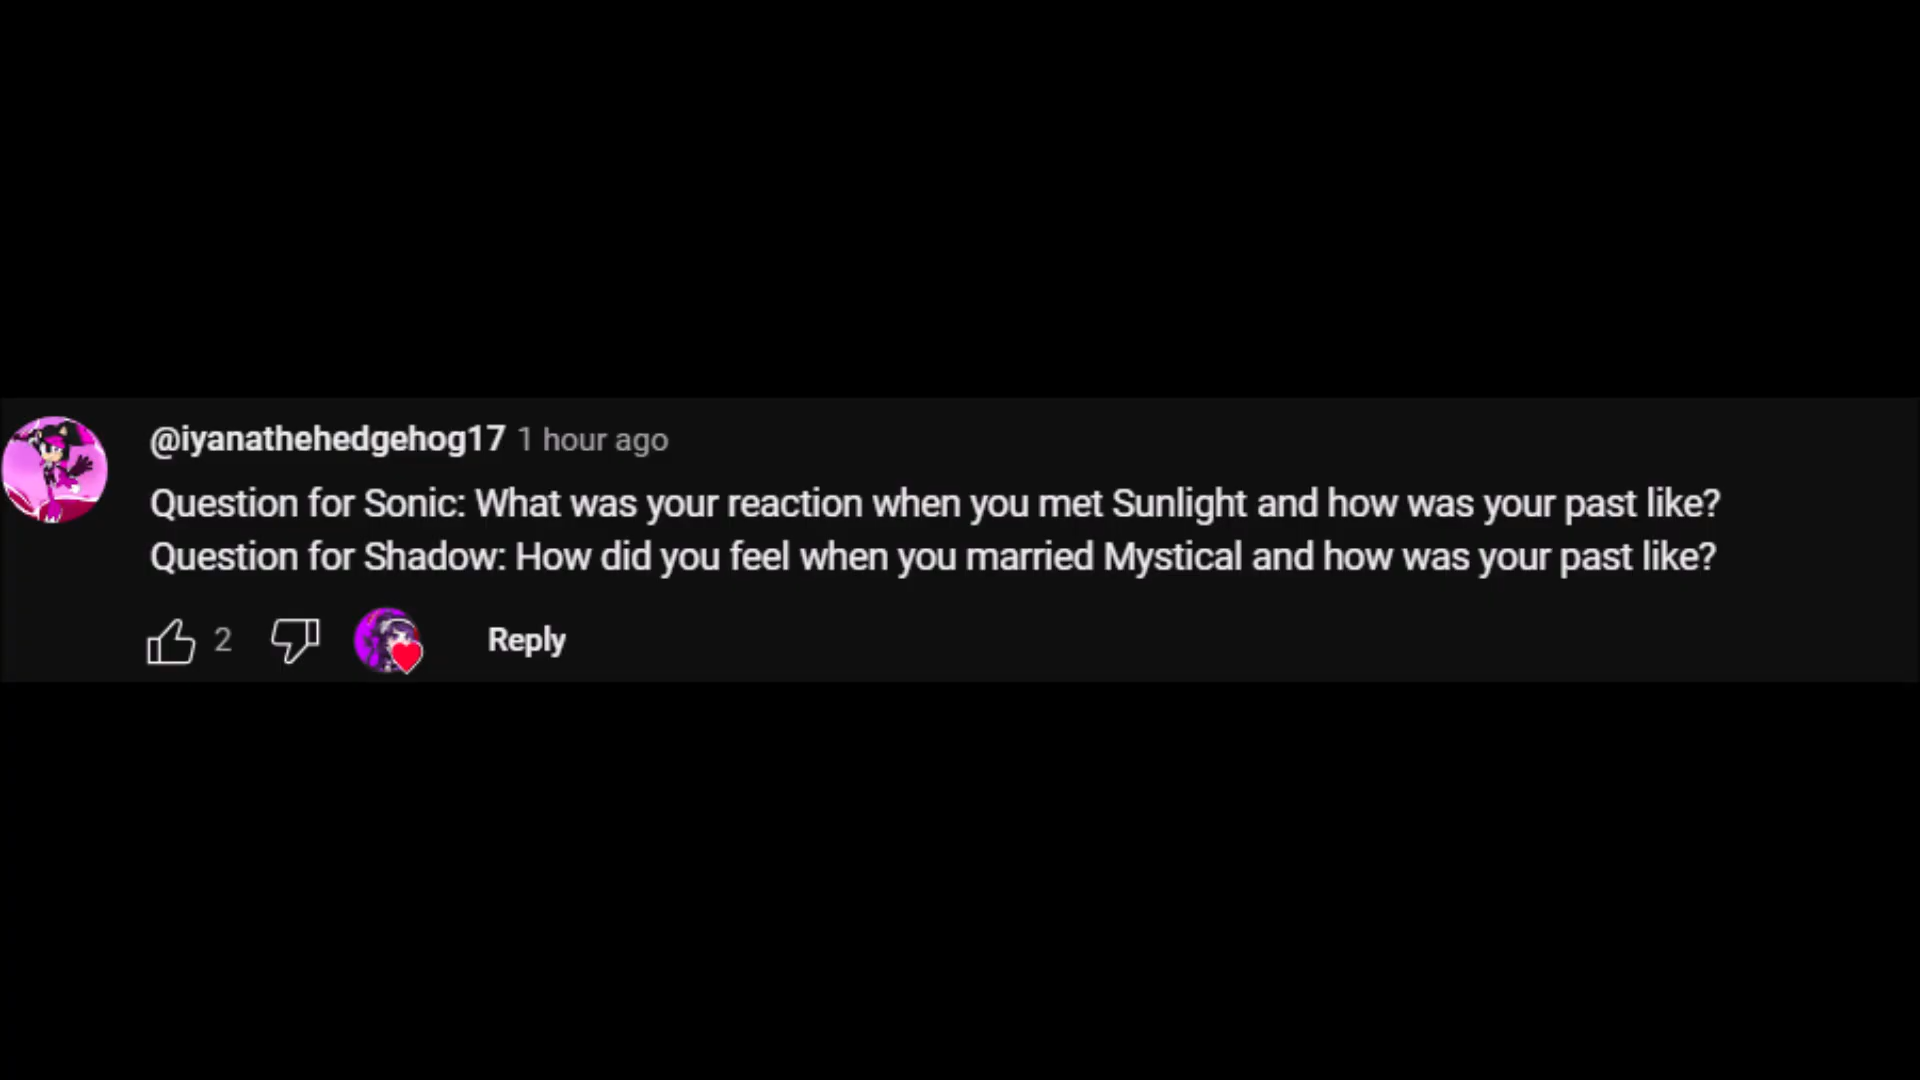 @iyanathehedgehog17 1 hour ago
Question for Sonic: What was your reaction when you met Sunlight and how was your past like?
Question for Shadow: How did you feel when you married Mystical and how was your past like?
2 Reply